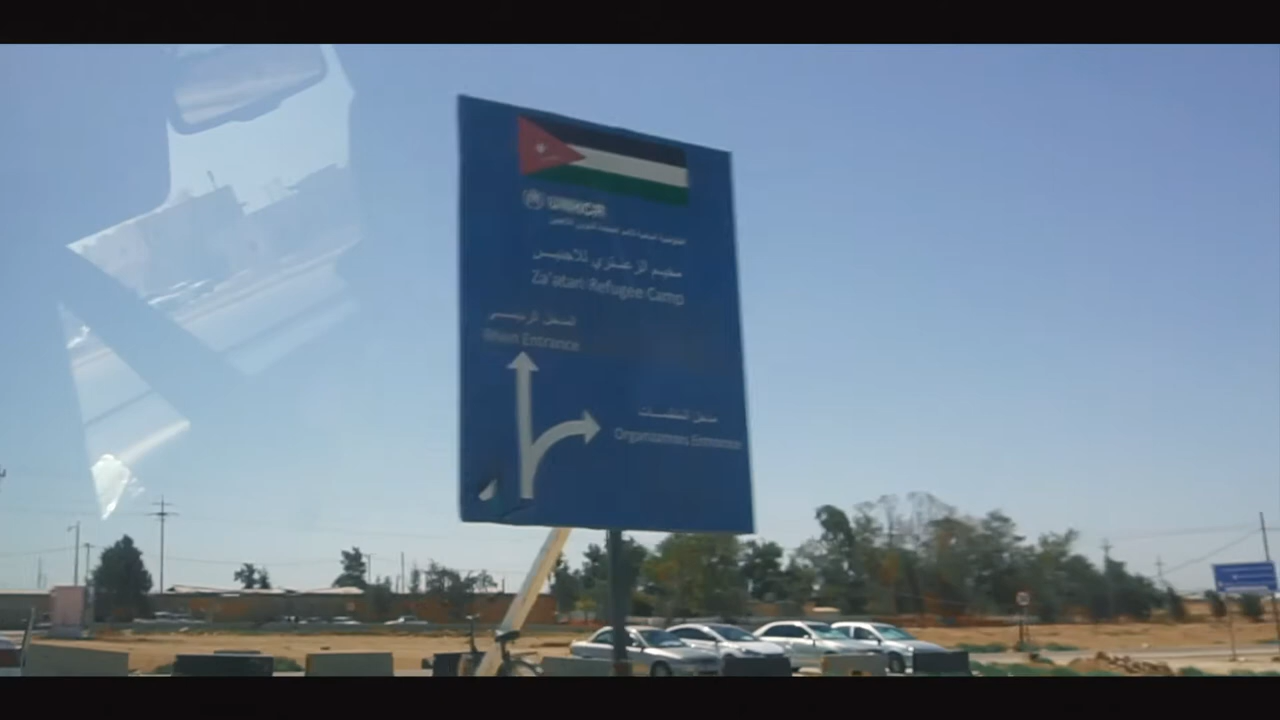 UNHCR
مخيم الزعتري للاجئين
Za'atari Refugee Camp
المدخل الرئيسي
Main Entrance
مدخل المنظمات
Organizations Entrance